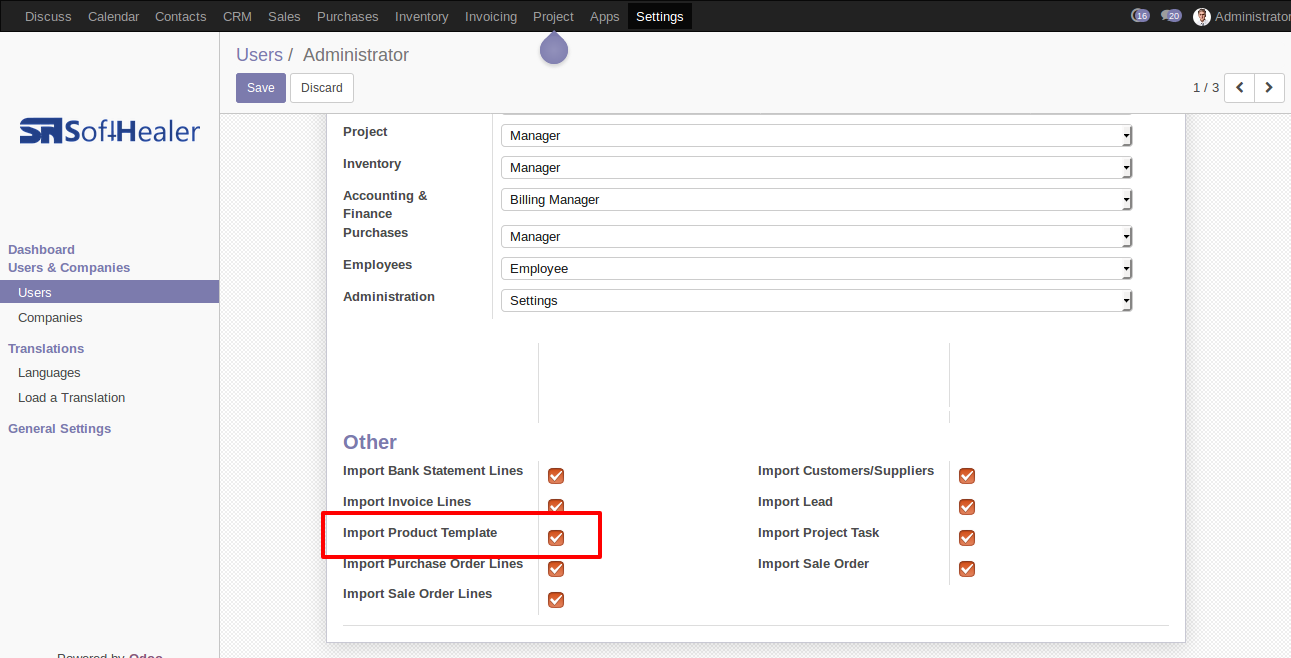 Discuss Calendar Contacts CRM Sales Purchases Inventory Invoicing Project Apps Settings 16 20 Administrator
Users / Administrator
Save Discard 1 / 3
SoftHealer
Dashboard
Users & Companies
Users
Companies
Translations
Languages
Load a Translation
General Settings
Powered by Odoo
Project Manager
Inventory Manager
Accounting &
Finance Billing Manager
Purchases Manager
Employees Employee
Administration Settings
Other
Import Bank Statement Lines Import Customers/Suppliers
Import Invoice Lines Import Lead
Import Product Template Import Project Task
Import Purchase Order Lines Import Sale Order
Import Sale Order Lines